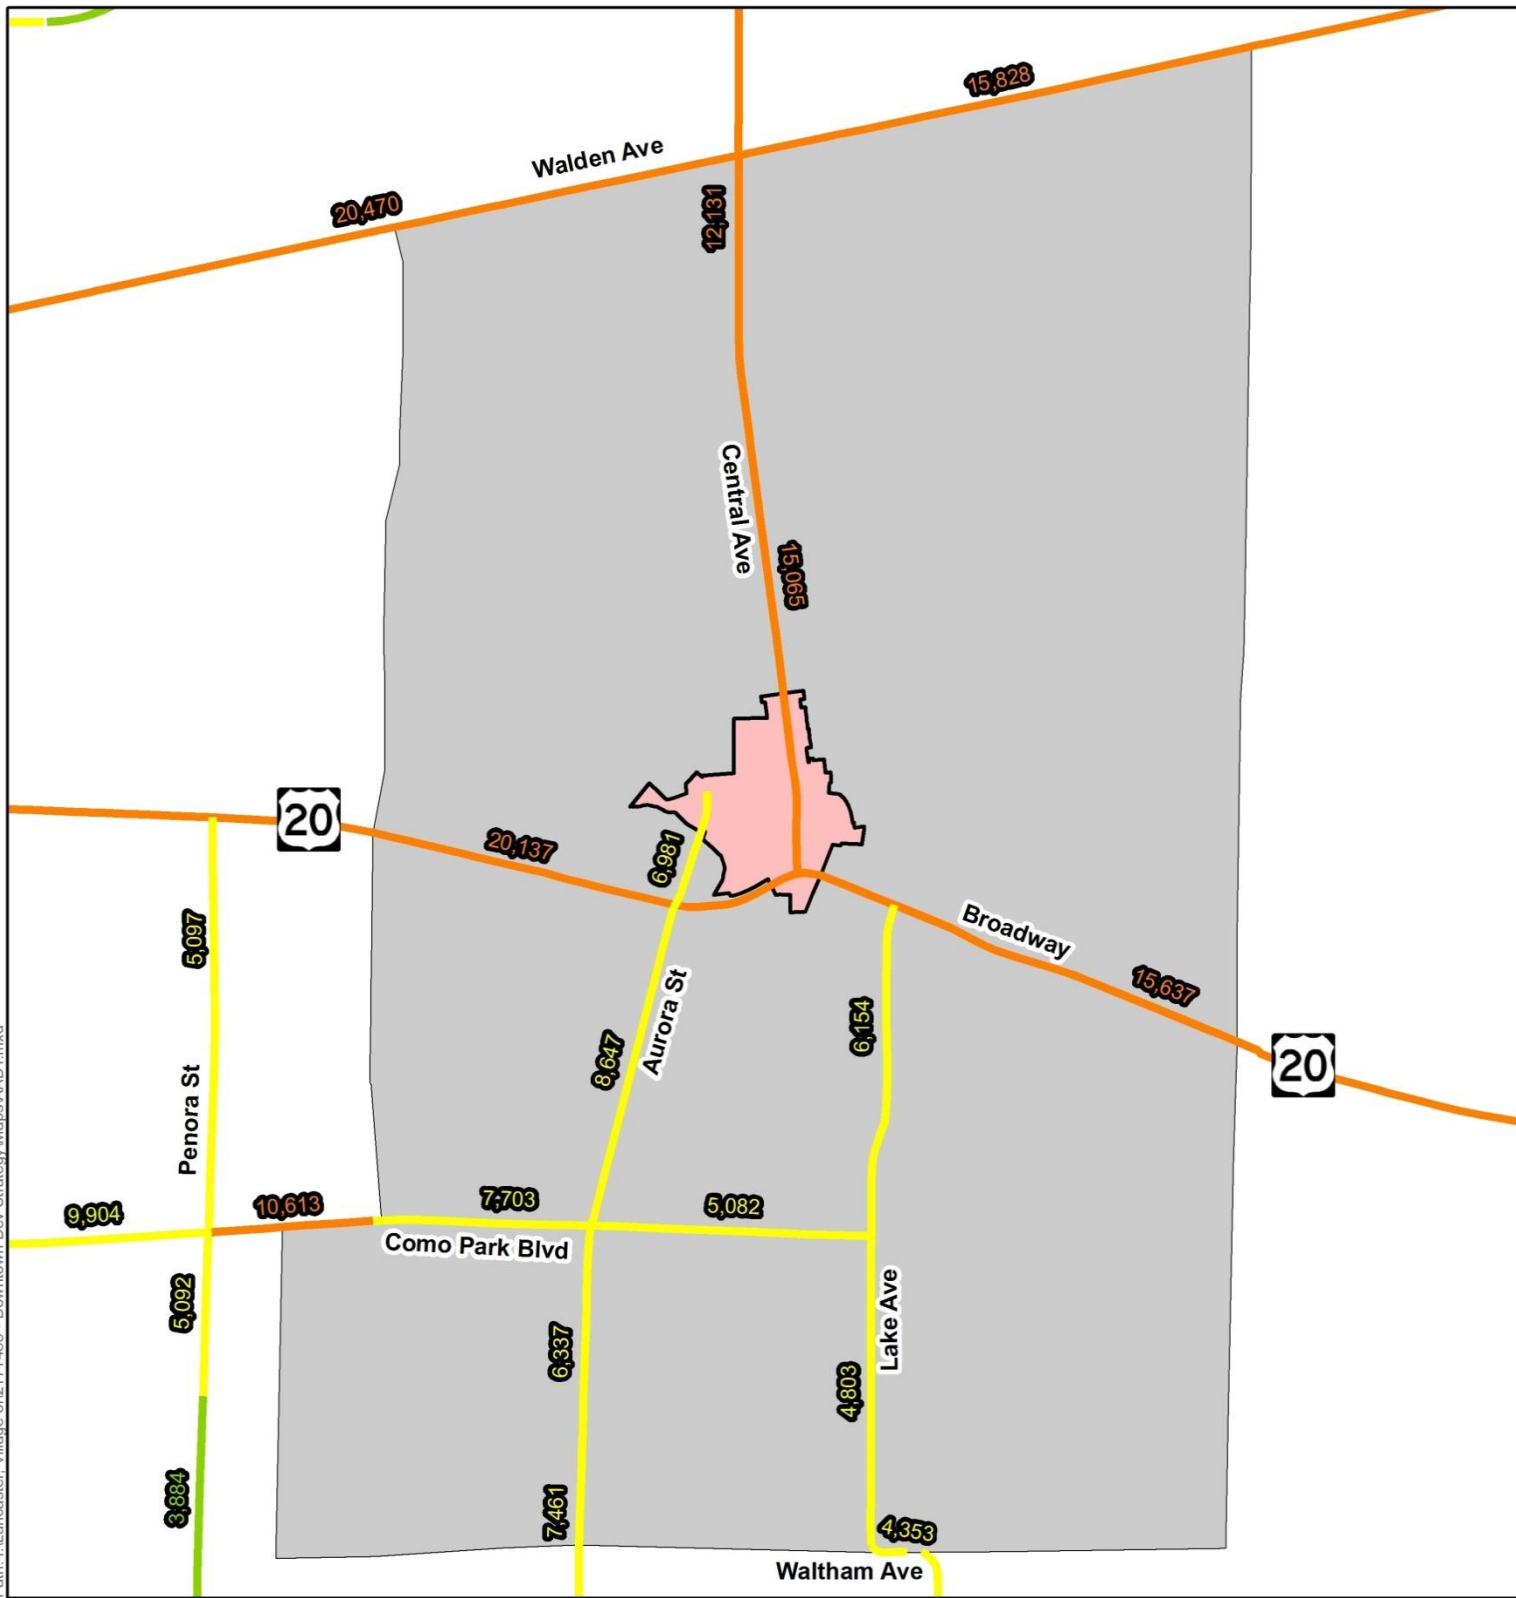 15,828
Walden Ave
20,470
12,131
Central Ave
15,065
20
20,137
6,981
5,097
Broadway
15,637
Aurora St
6,154
8,647
20
Penora St
9,904
10,613
7,703
5,082
Como Park Blvd
5,092
Lake Ave
6,337
4,803
3,884
7,461
4,353
Waltham Ave